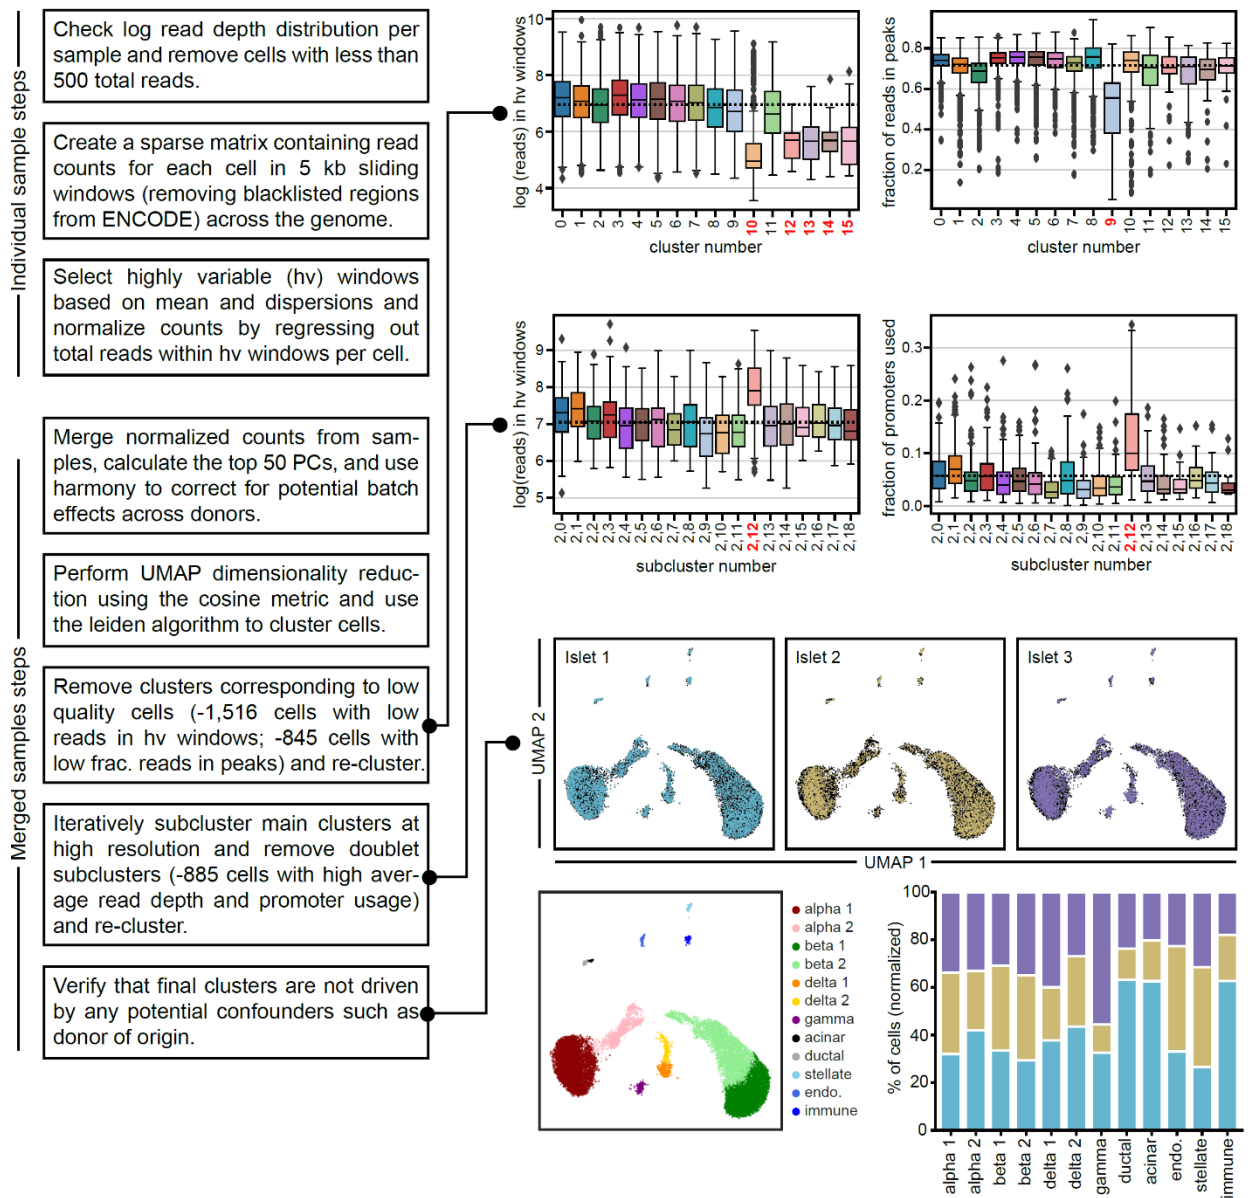 Individual sample steps
Check log read depth distribution per
sample and remove cells with less than
500 total reads.
Create a sparse matrix containing read
counts for each cell in 5 kb sliding
windows (removing blacklisted regions
from ENCODE) across the genome.
Select highly variable (hv) windows
based on mean and dispersions and
normalize counts by regressing out
total reads within hv windows per cell.
Merged samples steps
Merge normalized counts from sam-
ples, calculate the top 50 PCs, and use
harmony to correct for potential batch
effects across donors.
Perform UMAP dimensionality reduc-
tion using the cosine metric and use
the leiden algorithm to cluster cells.
Remove clusters corresponding to low
quality cells (-1,516 cells with low
reads in hv windows; -845 cells with
low frac. reads in peaks) and re-cluster.
Iteratively subcluster main clusters at
high resolution and remove doublet
subclusters (-885 cells with high aver-
age read depth and promoter usage)
and re-cluster.
Verify that final clusters are not driven
by any potential confounders such as
donor of origin.
log (reads) in hv windows
10
8
6
4
0 1 2 3 4 5 6 7 8 9 10 11 12 13 14 15
cluster number
fraction of reads in peaks
0.8
0.6
0.4
0.2
0 1 2 3 4 5 6 7 8 9 10 11 12 13 14 15
cluster number
log(reads) in hv windows
9
8
7
6
5
2,0 2,1 2,2 2,3 2,4 2,5 2,6 2,7 2,8 2,9 2,10 2,11 2,12 2,13 2,14 2,15 2,16 2,17 2,18
subcluster number
fraction of promoters used
0.3
0.2
0.1
0.0
2,0 2,1 2,2 2,3 2,4 2,5 2,6 2,7 2,8 2,9 2,10 2,11 2,12 2,13 2,14 2,15 2,16 2,17 2,18
subcluster number
UMAP 2
Islet 1
Islet 2
Islet 3
UMAP 1
alpha 1
alpha 2
beta 1
beta 2
delta 1
delta 2
gamma
acinar
ductal
stellate
endo.
immune
% of cells (normalized)
100
80
60
40
20
0
alpha 1
alpha 2
beta 1
beta 2
delta 1
delta 2
gamma
ductal
acinar
endo.
stellate
immune